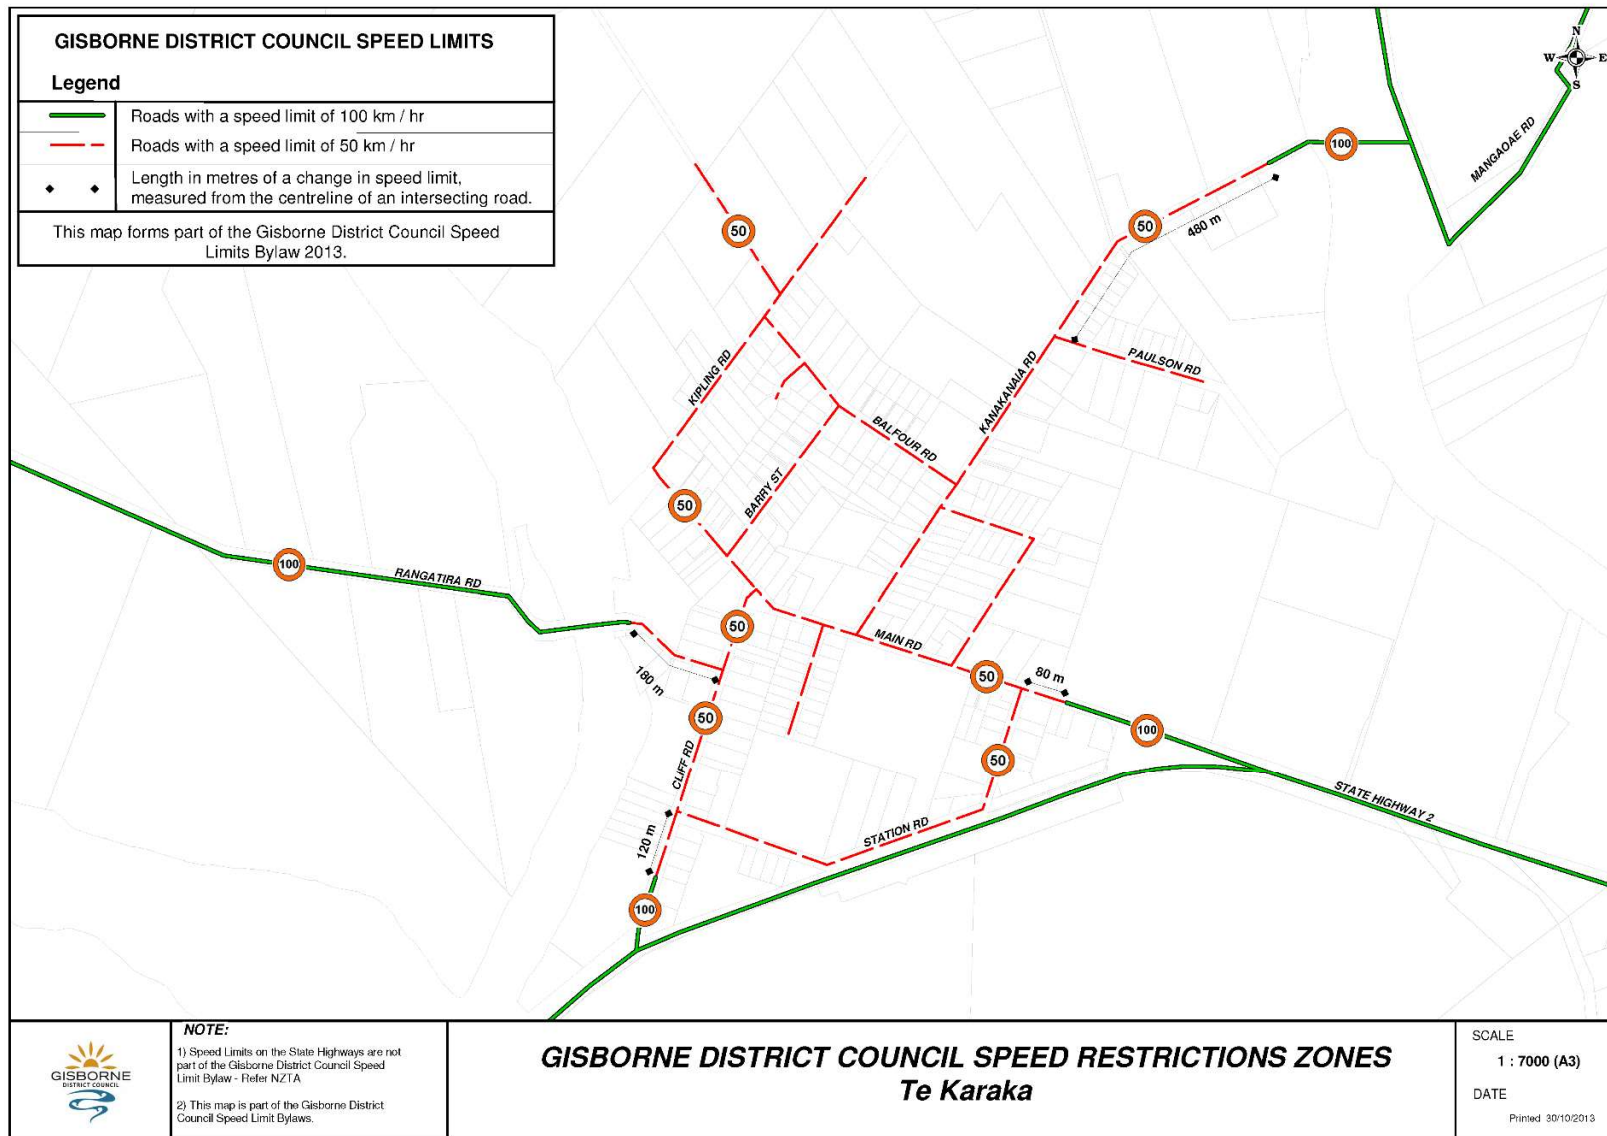 GISBORNE DISTRICT COUNCIL SPEED LIMITS
Legend
Roads with a speed limit of 100 km / hr
Roads with a speed limit of 50 km / hr
Length in metres of a change in speed limit,
measured from the centreline of an intersecting road.
This map forms part of the Gisborne District Council Speed
Limits Bylaw 2013.
N
W E
S
MANGAOAE RD
100
50
480 m
50
PAULSON RD
KIPLING RD
KANAKANAIA RD
BALFOUR RD
BARRY ST
50
100
RANGATIRA RD
50
MAIN RD
180 m
50
80 m
50
100
CLIFF RD
50
STATE HIGHWAY 2
STATION RD
120 m
100
GISBORNE
DISTRICT COUNCIL
NOTE:
1) Speed Limits on the State Highways are not
part of the Gisborne District Council Speed
Limit Bylaw - Refer NZTA
2) This map is part of the Gisborne District
Council Speed Limit Bylaws.
GISBORNE DISTRICT COUNCIL SPEED RESTRICTIONS ZONES
Te Karaka
SCALE
1 : 7000 (A3)
DATE
Printed 30/10/2013